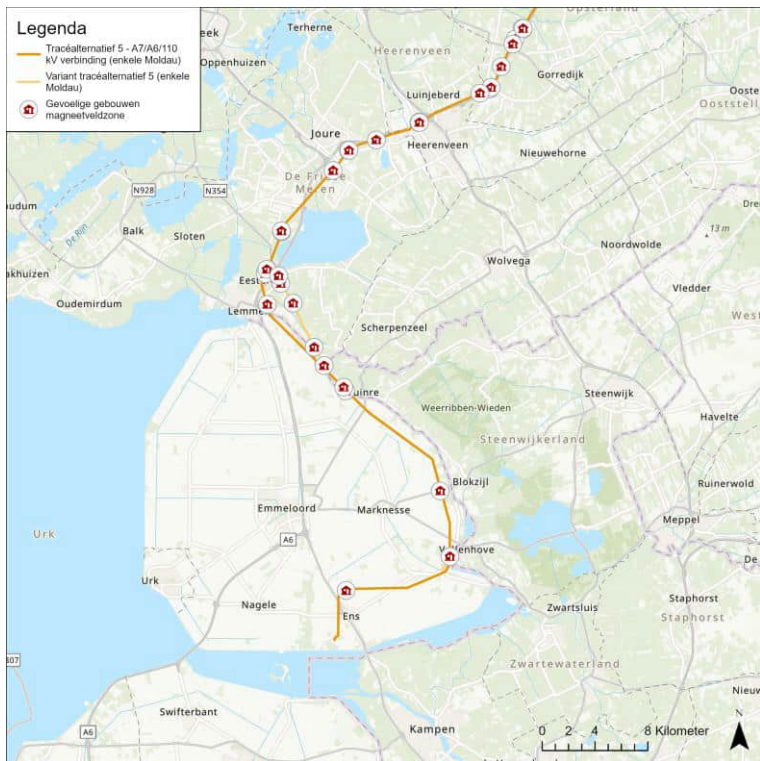 Legenda
Tracéalternatief 5 - A7/A6/110
kV verbinding (enkele Moldau)
Variant tracéalternatief 5 (enkele
Moldau)
Gevoelige gebouwen
magneetveldzone
Terherne
Opsterland
Heerenveen
Oppenhuizen
Gorredijk
Luinjeberd
Joure
Heerenveen
Nieuwehorne
De Friese
Meren
N928
N354
De Rijn
Balk
Sloten
13 m
Noordwolde
Wolvega
Vledder
Oudemirdum
Scherpenzeel
Steenwijk
Weerribben-Wieden
Havelte
Steenwijkerland
Blokzijl
Ruinerwold
Emmeloord
Marknesse
Meppel
Urk
A6
Urk
Nagele
Ens
Zwartsluis
Staphorst
Staphorst
Zwartewaterland
Swifterbant
A6
Kampen
N
0 2 4 8 Kilometer